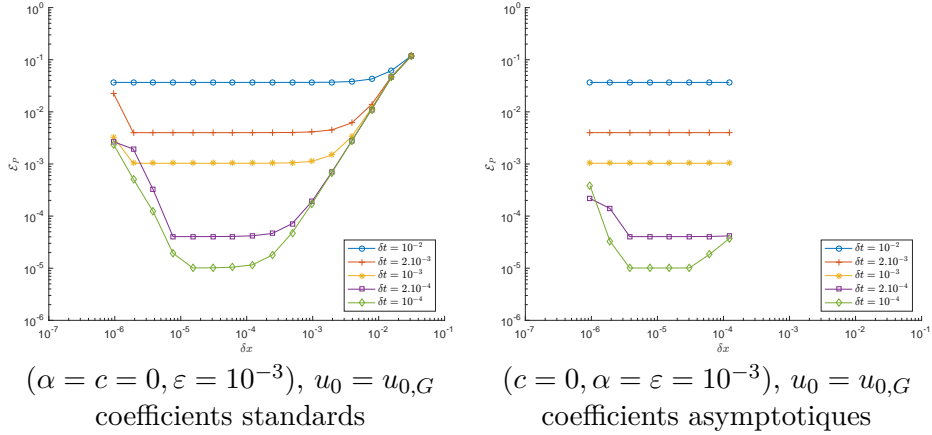 10^0
10^-1
10^-2
10^-3
10^-4
10^-5
10^-6
ℰ_P
10^-7
10^-6
10^-5
10^-4
10^-3
10^-2
10^-1
δx
δt = 10^-2
δt = 2.10^-3
δt = 10^-3
δt = 2.10^-4
δt = 10^-4
(α = c = 0, ε = 10^-3), u_0 = u_{0,G}
coefficients standards
10^0
10^-1
10^-2
10^-3
10^-4
10^-5
10^-6
ℰ_P
10^-7
10^-6
10^-5
10^-4
10^-3
10^-2
10^-1
δx
δt = 10^-2
δt = 2.10^-3
δt = 10^-3
δt = 2.10^-4
δt = 10^-4
(c = 0, α = ε = 10^-3), u_0 = u_{0,G}
coefficients asymptotiques